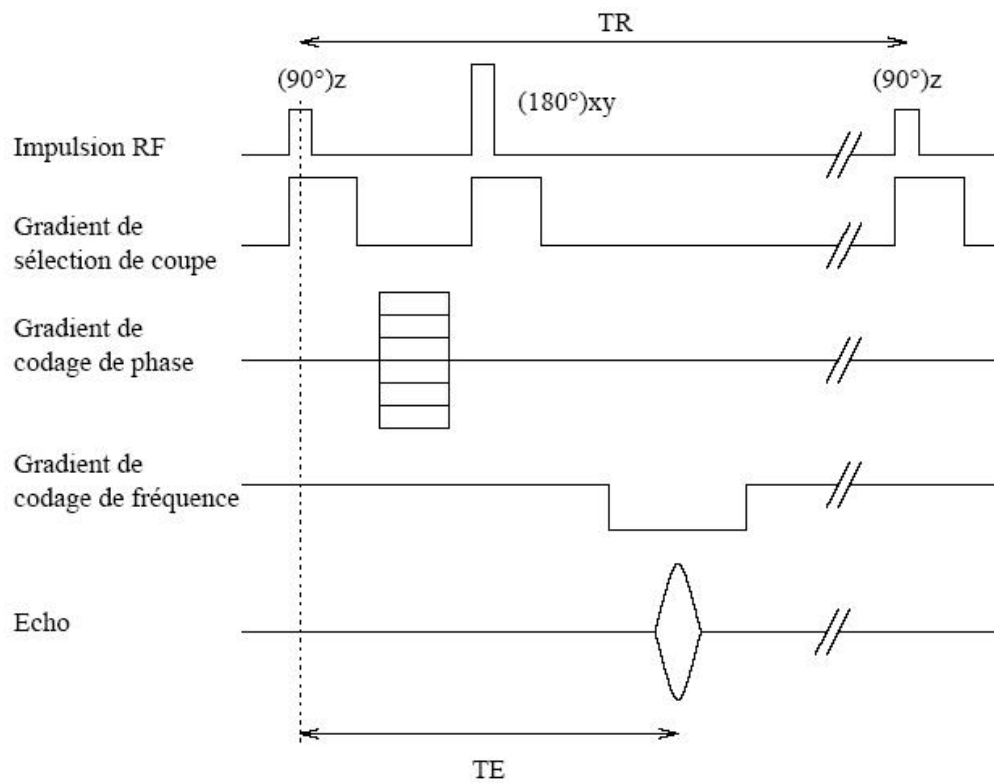 TR
(90°)z
(180°)xy
(90°)z
Impulsion RF
Gradient de
sélection de coupe
Gradient de
codage de phase
Gradient de
codage de fréquence
Echo
TE